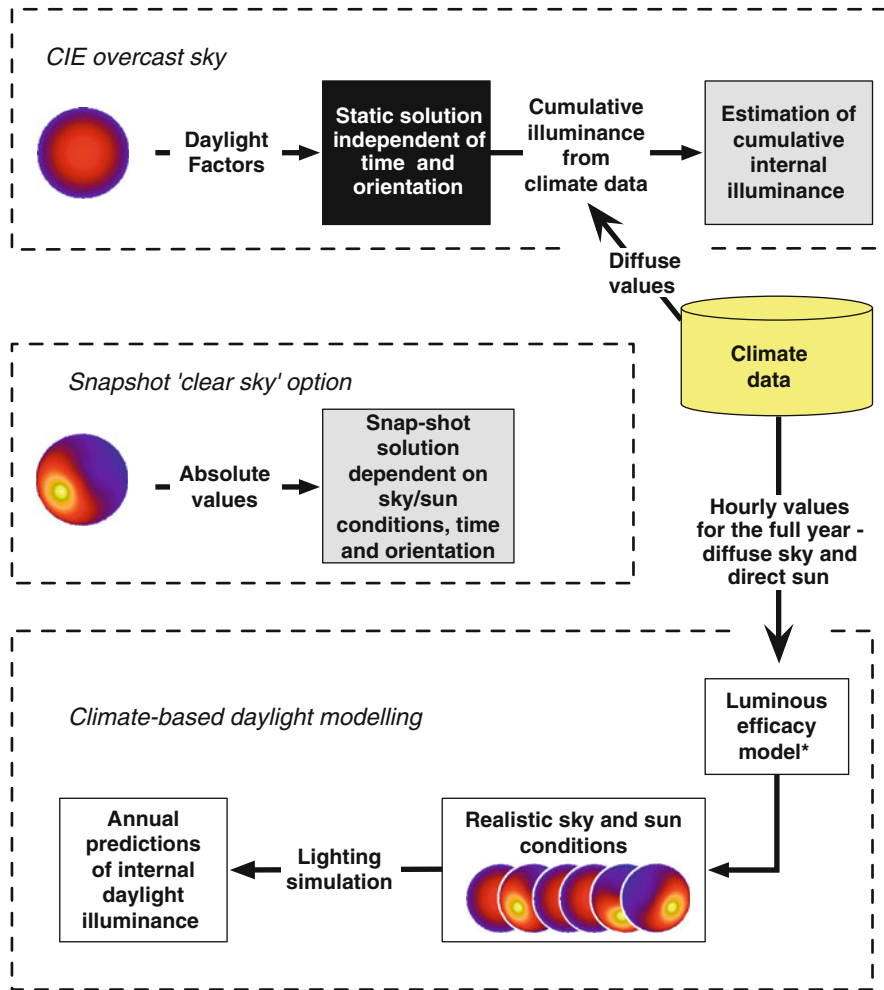 CIE overcast sky
Daylight
Factors
Static solution
independent of
time and
orientation
Cumulative
illuminance
from
climate data
Estimation of
cumulative
internal
illuminance
Diffuse
values
Climate
data
Snapshot 'clear sky' option
Absolute
values
Snap-shot
solution
dependent on
sky/sun
conditions, time
and orientation
Hourly values
for the full year -
diffuse sky and
direct sun
Climate-based daylight modelling
Luminous
efficacy
model*
Realistic sky and sun
conditions
Lighting
simulation
Annual
predictions
of internal
daylight
illuminance